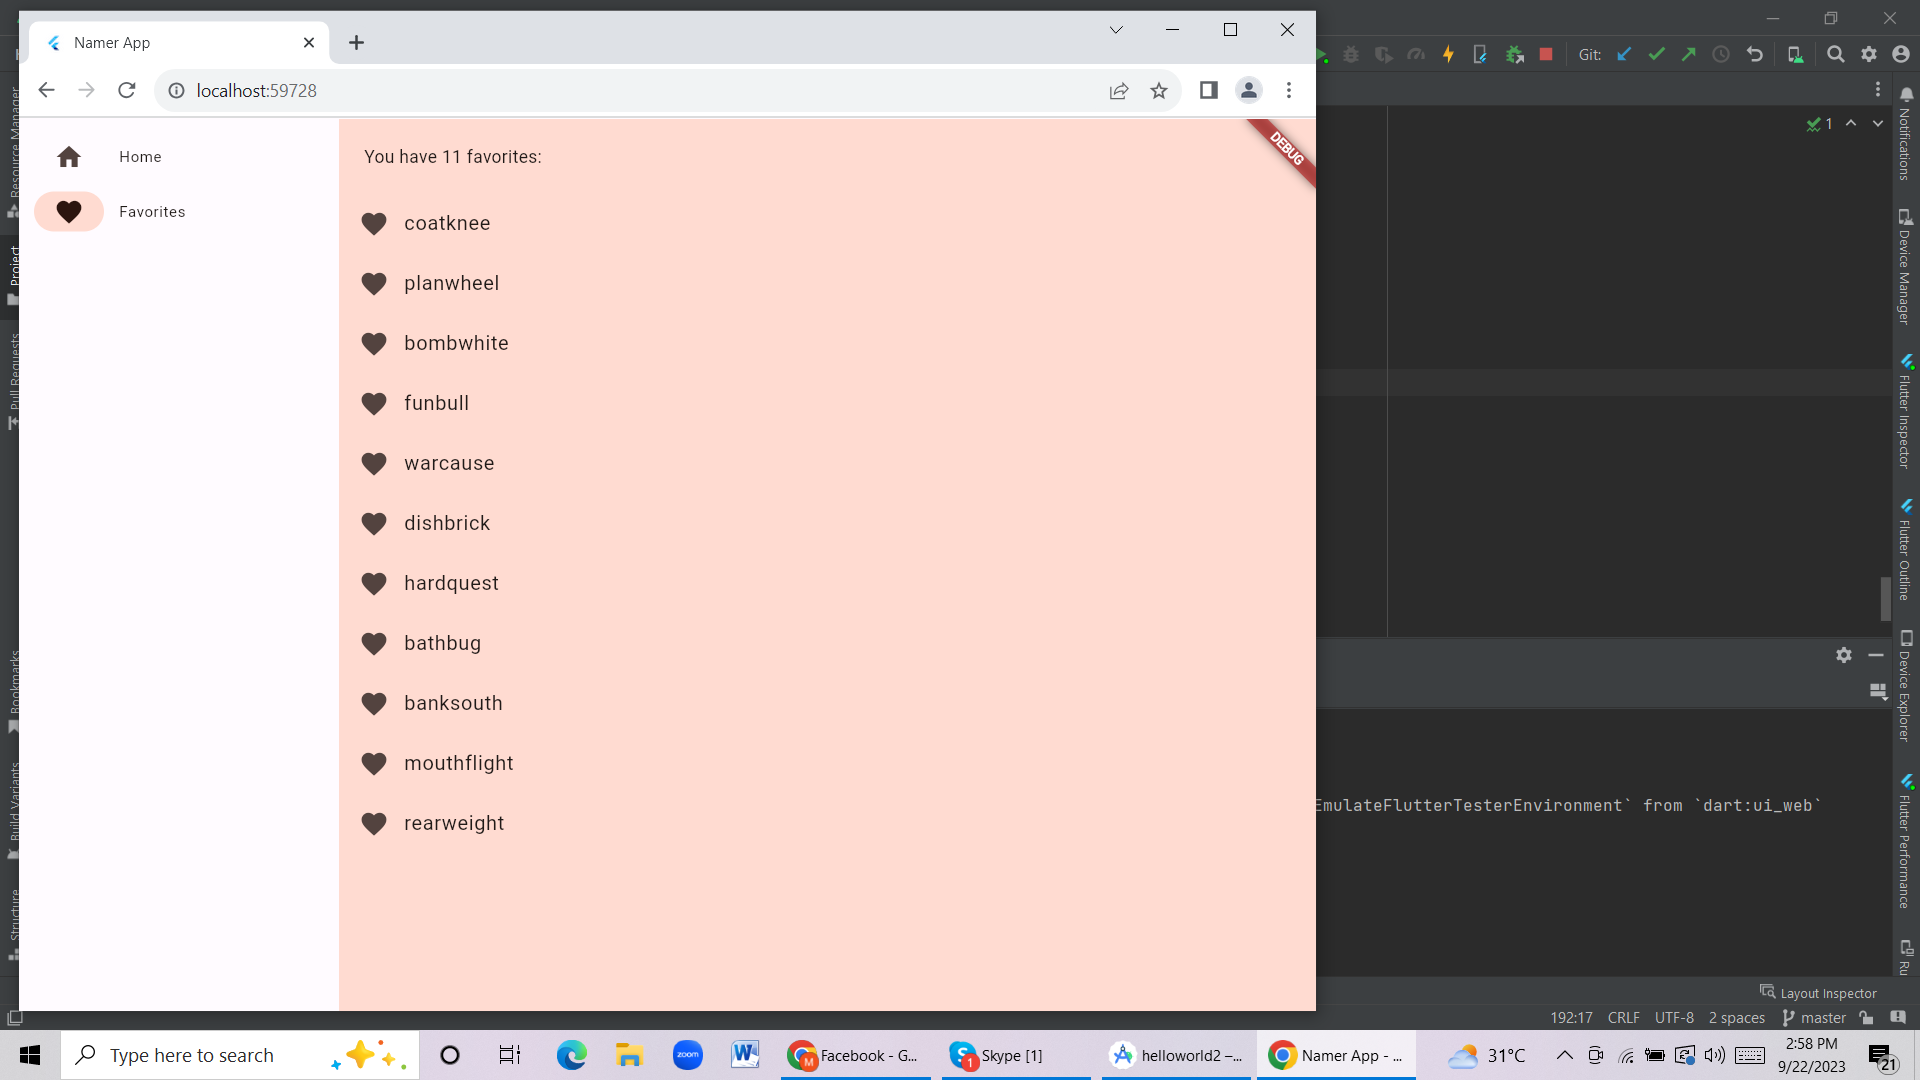 Namer App
localhost:59728
Home
Favorites
You have 11 favorites:
coatknee
planwheel
bombwhite
funbull
warcause
dishbrick
hardquest
bathbug
banksouth
mouthflight
rearweight
DEBUG
Git:
1
Resource Manager
Project
Pull Requests
Bookmarks
Build Variants
Structure
Notifications
Device Manager
Flutter Inspector
Flutter Outline
Device Explorer
Flutter Performance
Ru
EmulateFlutterTesterEnvironment` from `dart:ui_web`
Layout Inspector
192:17 CRLF UTF-8 2 spaces master
Type here to search
zoom
Facebook - G...
Skype [1]
helloworld2 –...
Namer App - ...
31°C
2:58 PM
9/22/2023
21